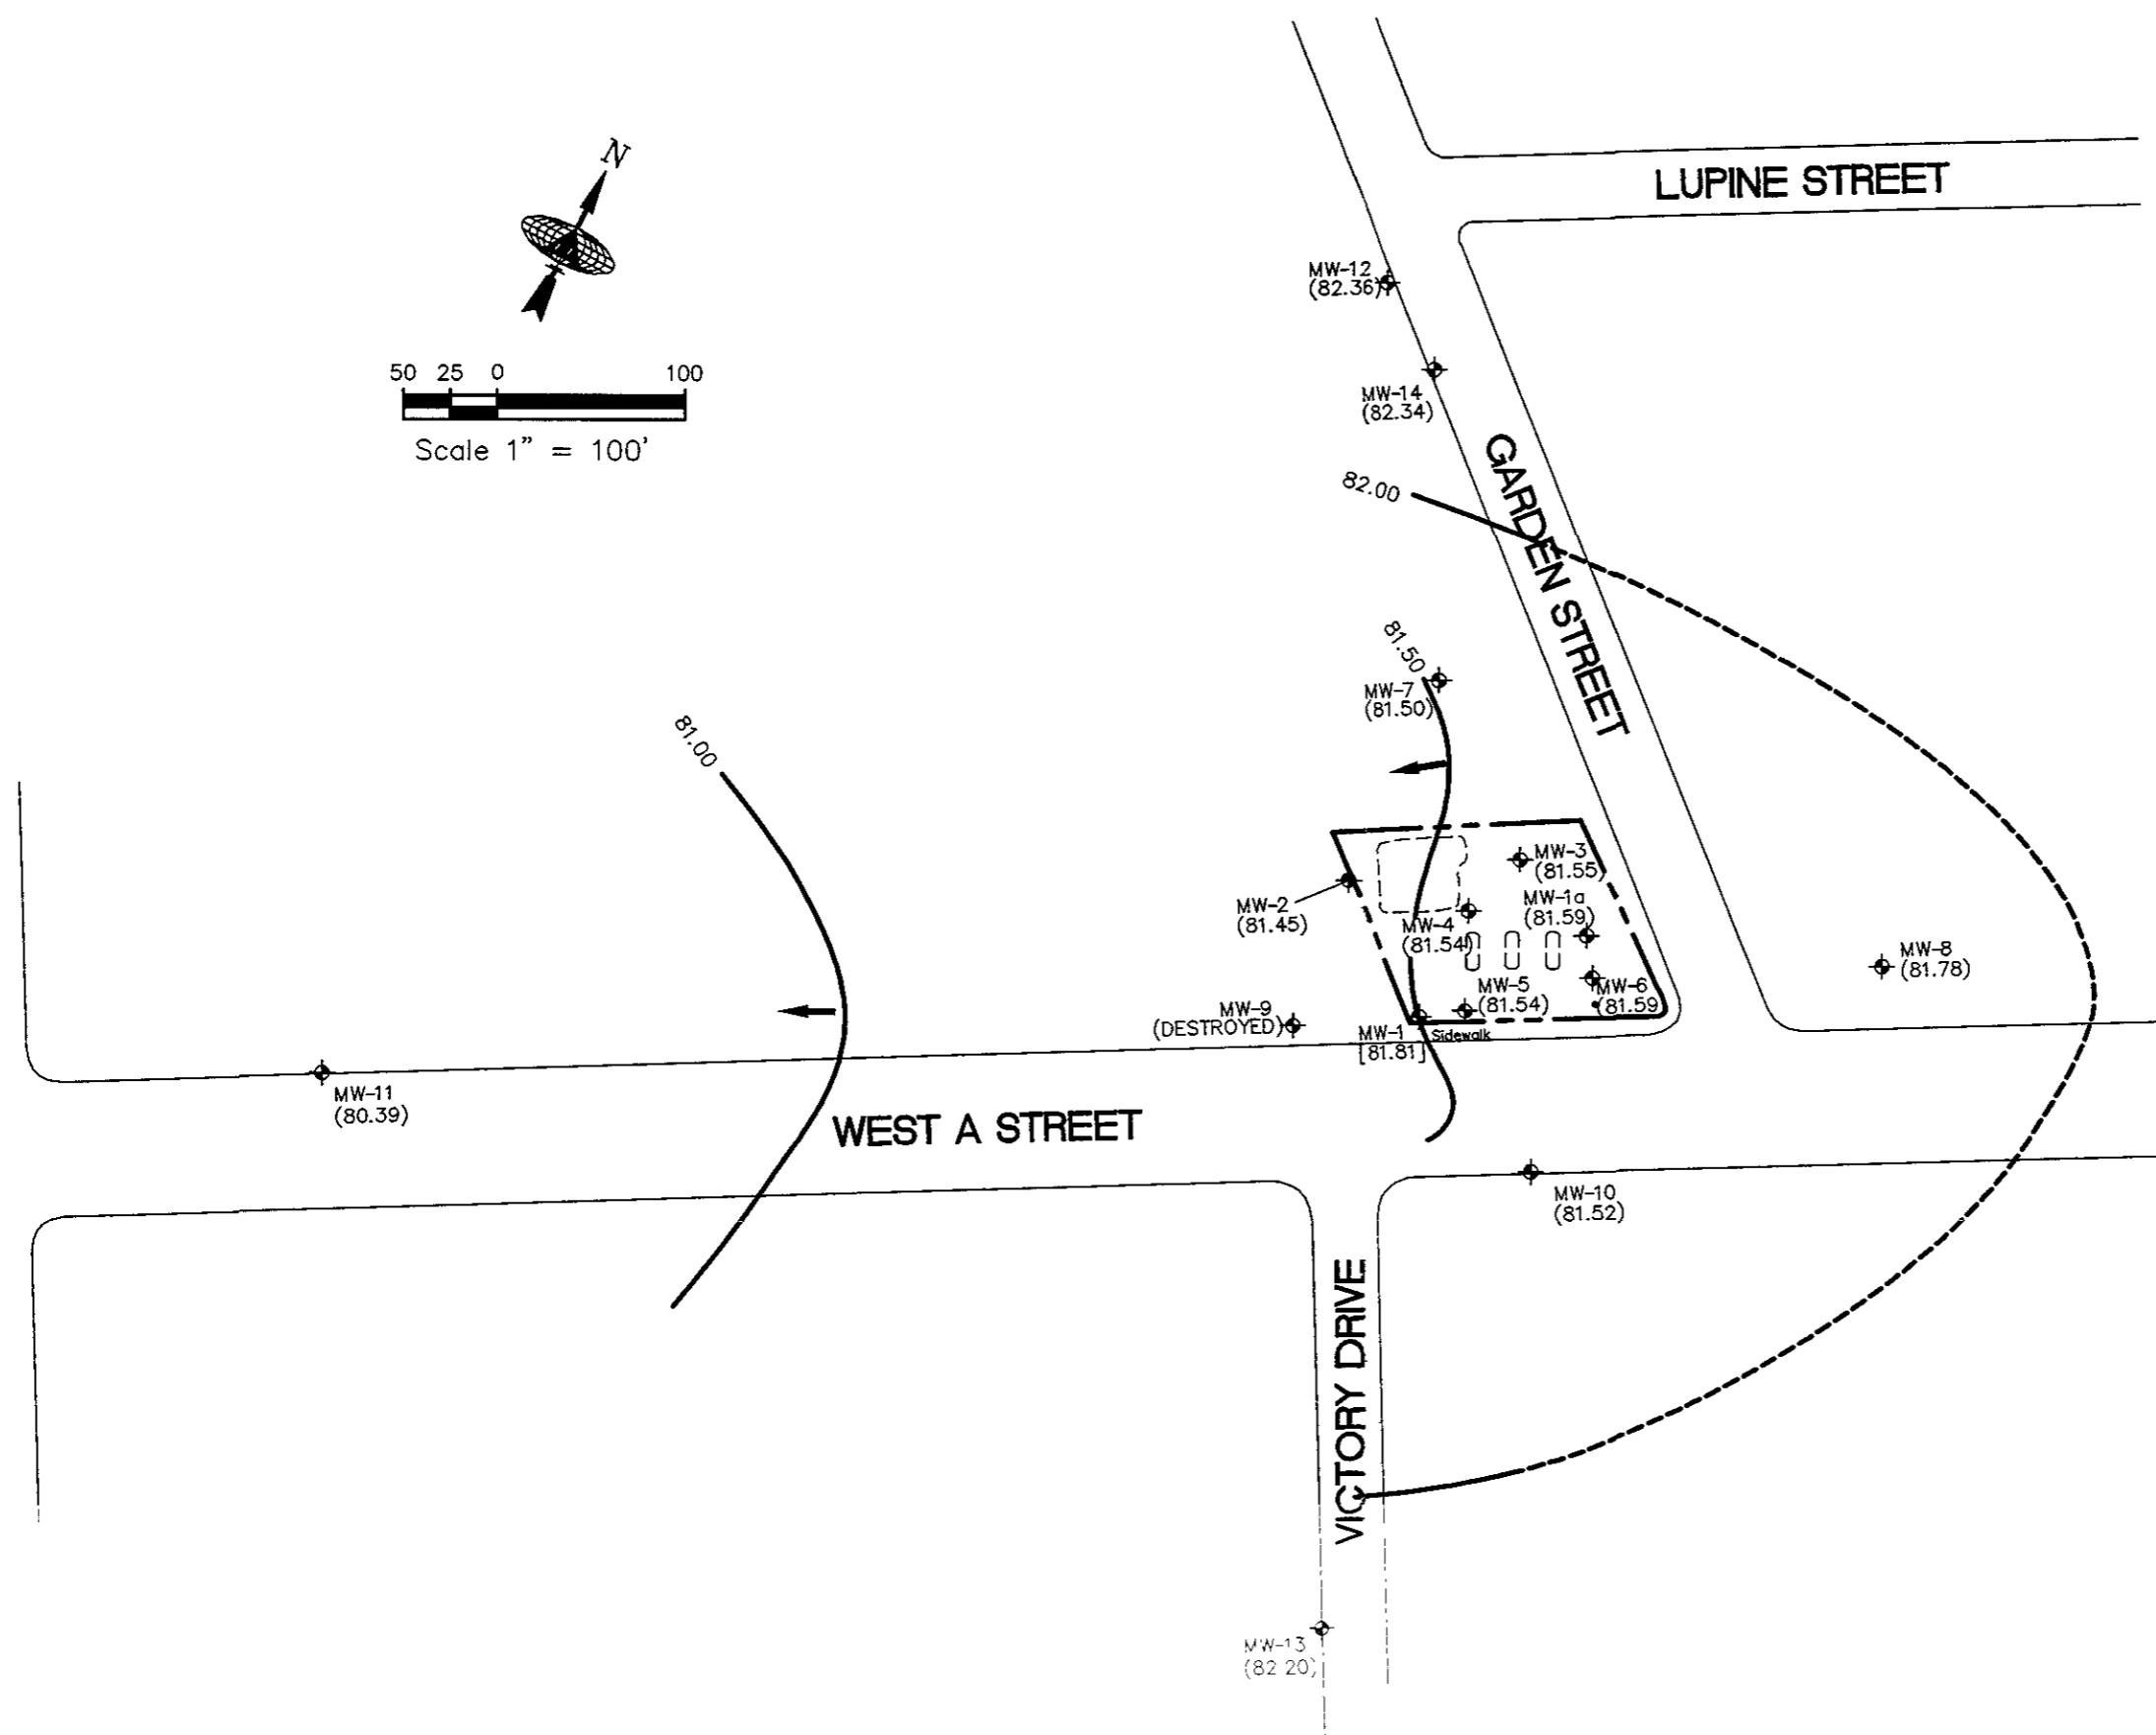 N
50 25 0 100
Scale 1" = 100'
LUPINE STREET
MW-12
(82.36)
MW-14
(82.34)
GARDEN STREET
82.00
81.50
MW-7
(81.50)
81.00
MW-3
(81.55)
MW-2
(81.45)
MW-1a
(81.59)
MW-4
(81.54)
MW-8
(81.78)
MW-5
(81.54)
MW-6
(81.59
MW-9
(DESTROYED)
MW-1
[81.81]
Sidewalk
MW-11
(80.39)
WEST A STREET
MW-10
(81.52)
VICTORY DRIVE
MW-13
(82 20)